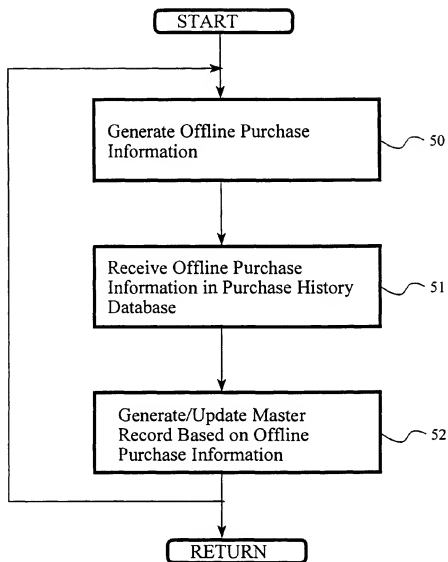 START
Generate Offline Purchase
Information
50
Receive Offline Purchase
Information in Purchase History
Database
51
Generate/Update Master
Record Based on Offline
Purchase Information
52
RETURN